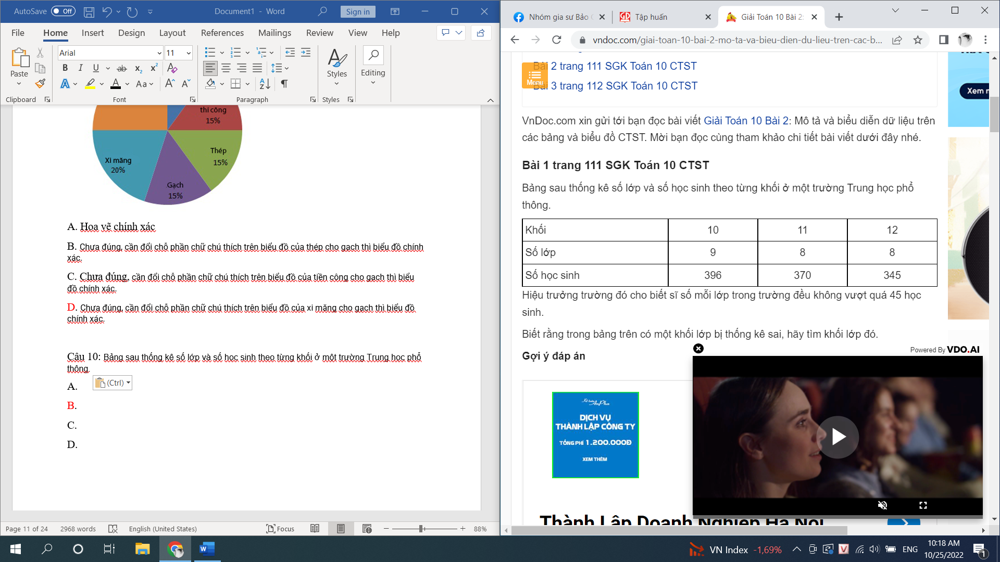 AutoSave Off Document1 - Word Sign in
File Home Insert Design Layout References Mailings Review View Help
Paste
Clipboard
Arial 11
B I U ab x₂ x²
A A Aa A A
Font
Paragraph
Styles
Styles
Editing
thi công
15%
Thép
15%
Xi măng
20%
Gạch
15%
A. Hoa vẽ chính xác
B. Chưa đúng, cần đổi chỗ phần chữ chú thích trên biểu đồ của thép cho gạch thì biểu đồ chính
xác.
C. Chưa đúng, cần đổi chỗ phần chữ chú thích trên biểu đồ của tiền công cho gạch thì biểu
đồ chính xác.
D. Chưa đúng, cần đổi chỗ phần chữ chú thích trên biểu đồ của xi măng cho gạch thì biểu đồ
chính xác.
Câu 10: Bảng sau thống kê số lớp và số học sinh theo từng khối ở một trường Trung học phổ
thông.
(Ctrl)
A.
B.
C.
D.
Page 11 of 24 2968 words English (United States) Focus 88%
Nhóm gia sư Bảo
Tập huấn
Giải Toán 10 Bài 2:
vndoc.com/giai-toan-10-bai-2-mo-ta-va-bieu-dien-du-lieu-tren-cac-b...
Bài 2 trang 111 SGK Toán 10 CTST
Menu
Bài 3 trang 112 SGK Toán 10 CTST
VnDoc.com xin gửi tới bạn đọc bài viết Giải Toán 10 Bài 2: Mô tả và biểu diễn dữ liệu trên
các bảng và biểu đồ CTST. Mời bạn đọc cùng tham khảo chi tiết bài viết dưới đây nhé.
Bài 1 trang 111 SGK Toán 10 CTST
Bảng sau thống kê số lớp và số học sinh theo từng khối ở một trường Trung học phổ
thông.
Khối 10 11 12
Số lớp 9 8 8
Số học sinh 396 370 345
Hiệu trưởng trường đó cho biết sĩ số mỗi lớp trong trường đều không vượt quá 45 học
sinh.
Biết rằng trong bảng trên có một khối lớp bị thống kê sai, hãy tìm khối lớp đó.
Gợi ý đáp án
Powered By VDO.AI
Xem
DỊCH VỤ
THÀNH LẬP CÔNG TY
TỔNG PHÍ 1.200.000Đ
XEM THÊM
Thành Lập Doanh Nghiệp Hà Nội
VN Index -1,69%
ENG
10:18 AM
10/25/2022
1